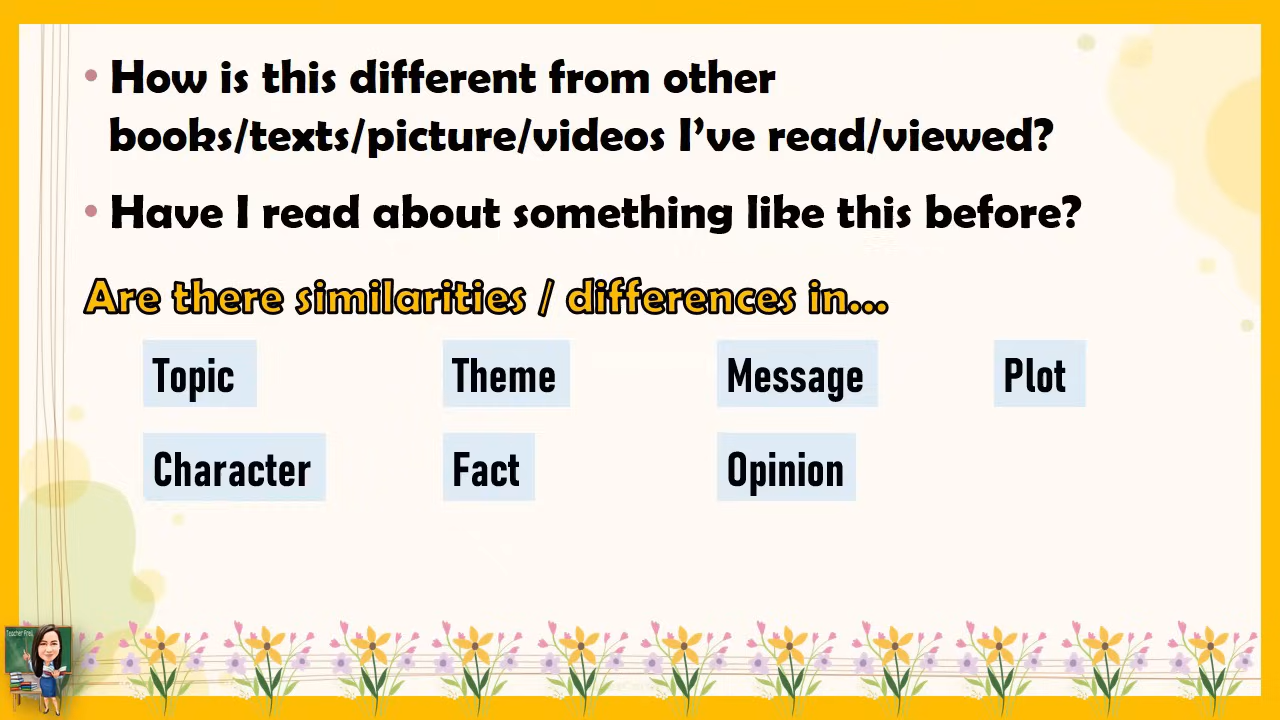 • How is this different from other
books/texts/picture/videos I’ve read/viewed?
• Have I read about something like this before?
Are there similarities / differences in...
Topic Theme Message Plot
Character Fact Opinion